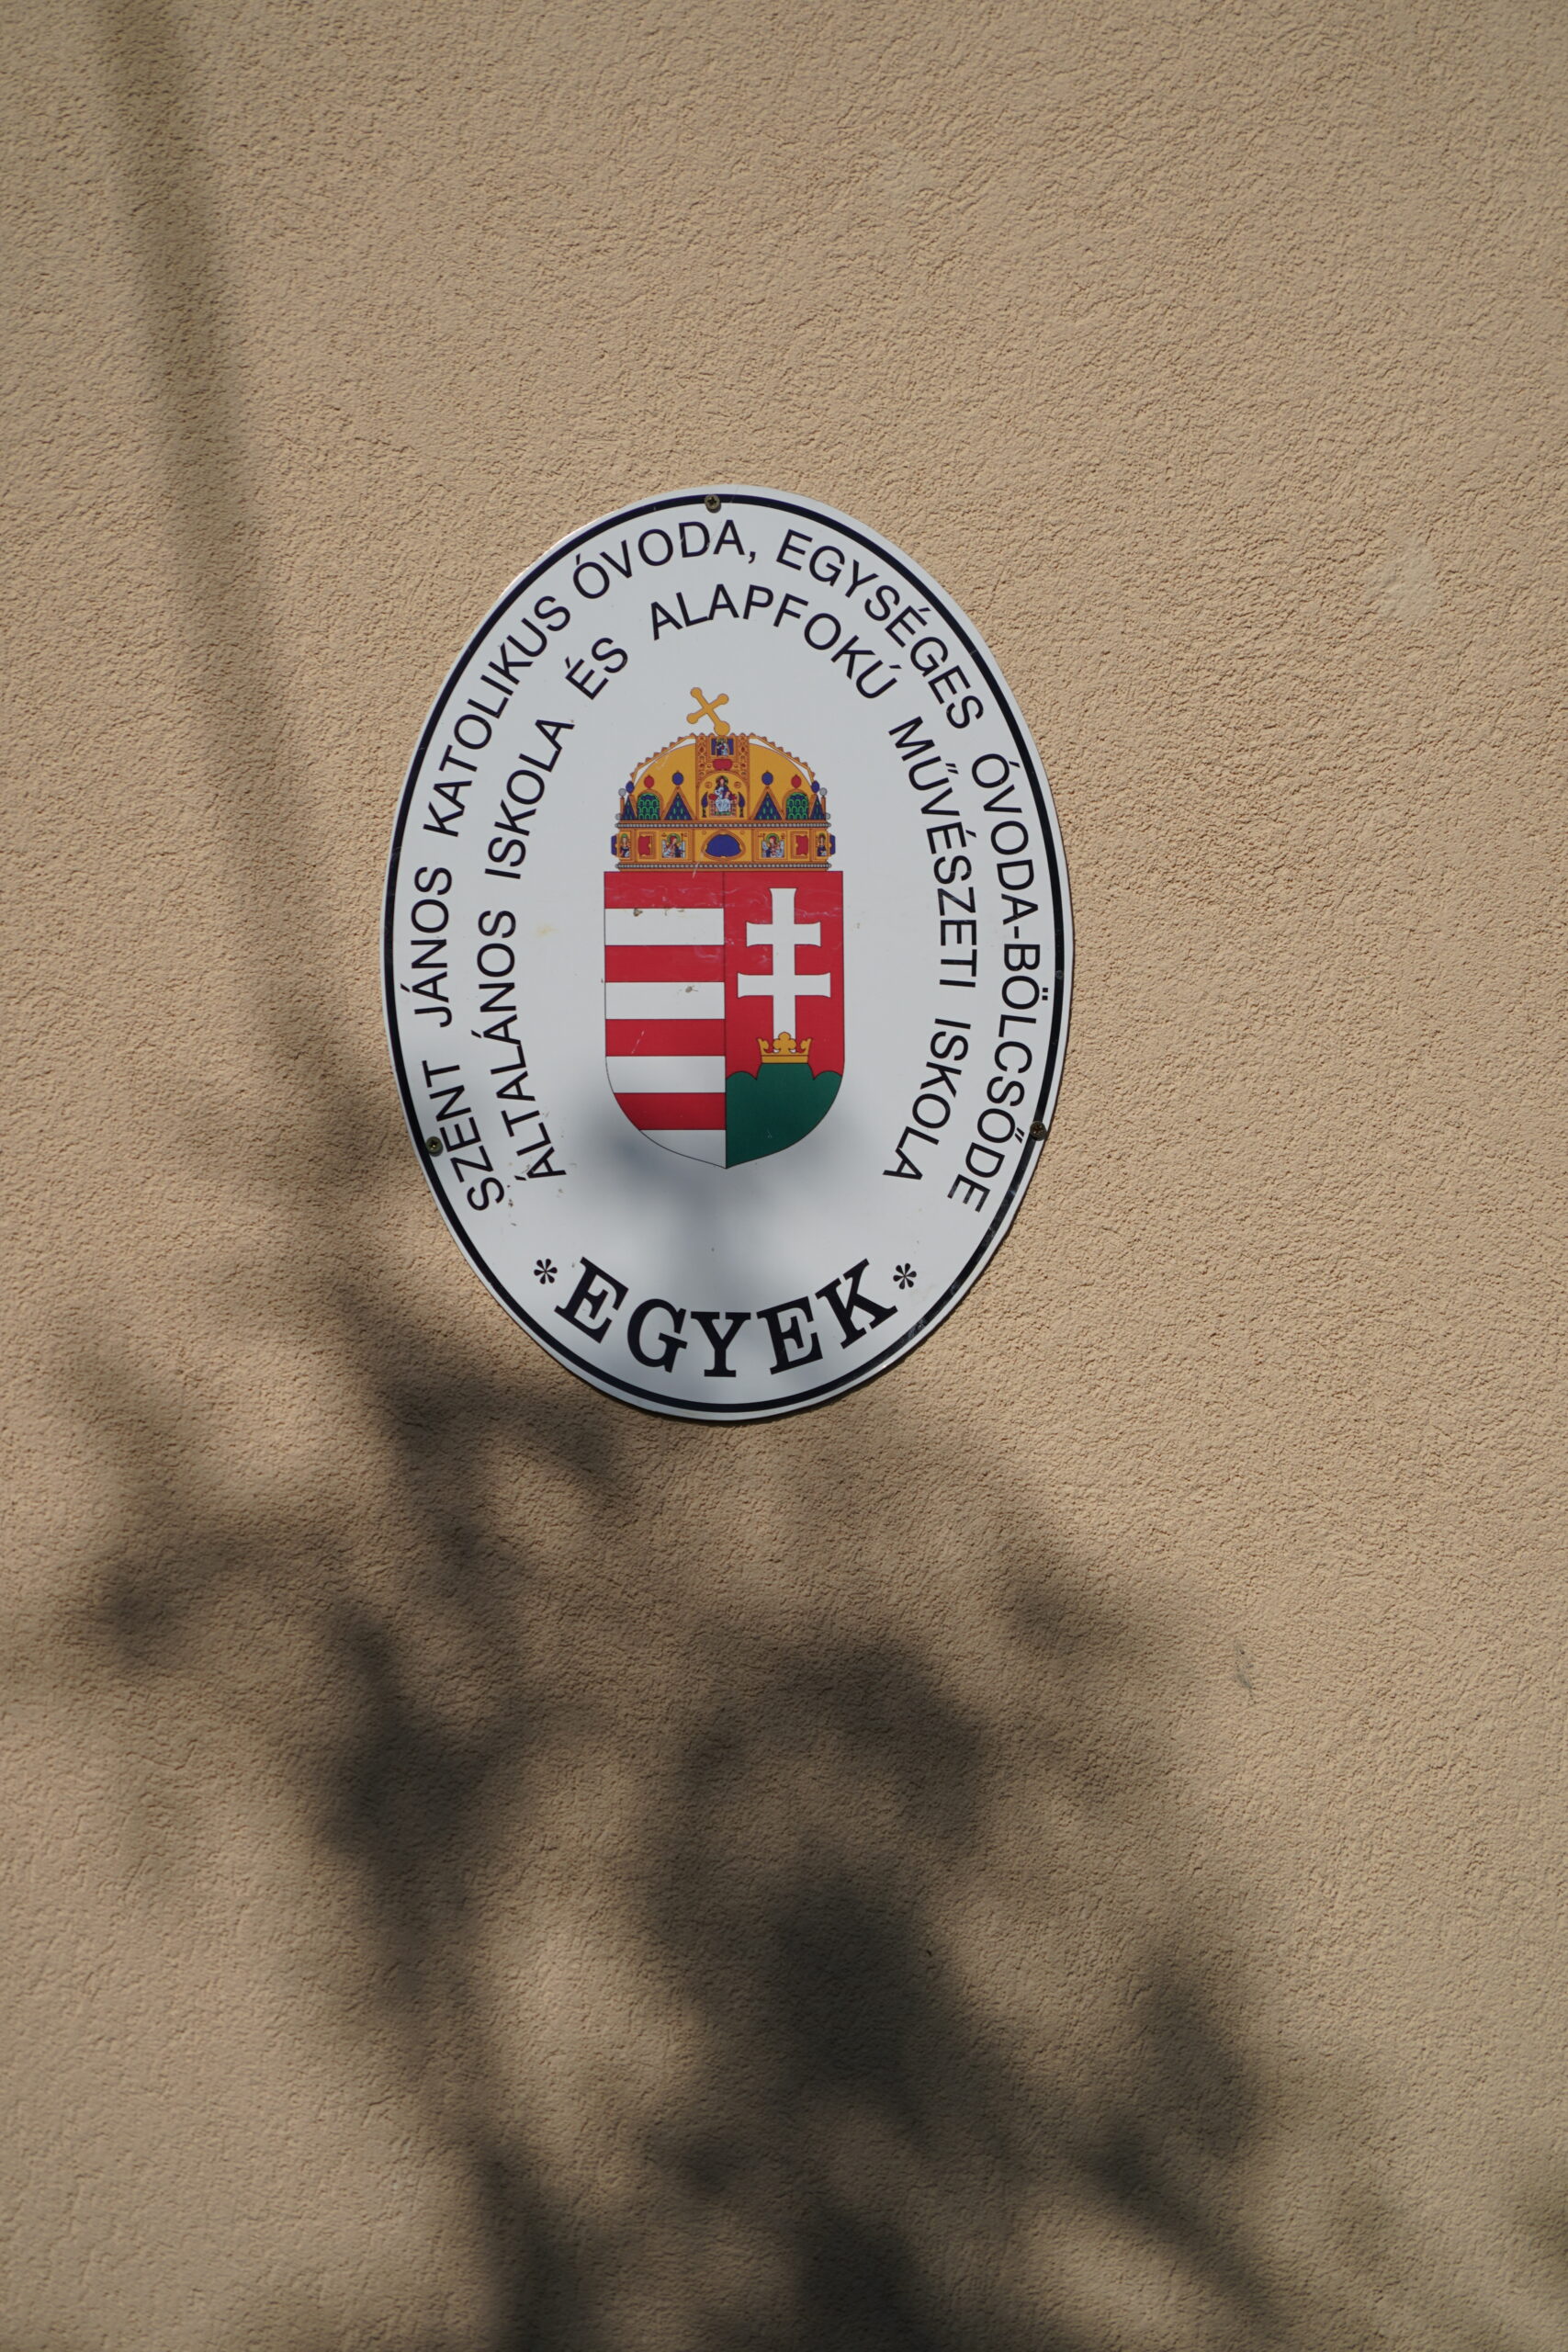 SZENT JÁNOS KATOLIKUS ÓVODA, EGYSÉGES ÓVODA-BÖLCSŐDE
ÁLTALÁNOS ISKOLA ÉS ALAPFOKÚ MŰVÉSZETI ISKOLA
* EGYEK *